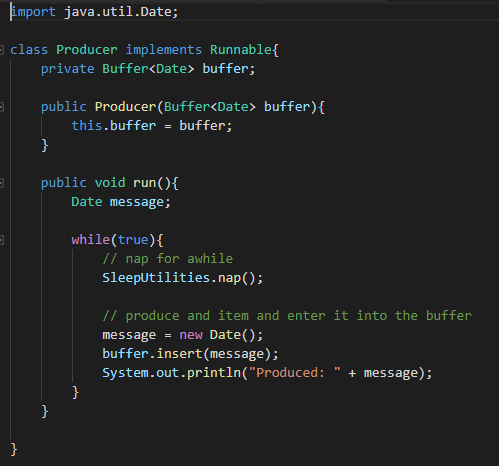 import java.util.Date;
class Producer implements Runnable{
private Buffer<Date> buffer;
public Producer(Buffer<Date> buffer){
this.buffer = buffer;
}
public void run(){
Date message;
while(true){
// nap for awhile
SleepUtilities.nap();
// produce and item and enter it into the buffer
message = new Date();
buffer.insert(message);
System.out.println("Produced: " + message);
}
}
}